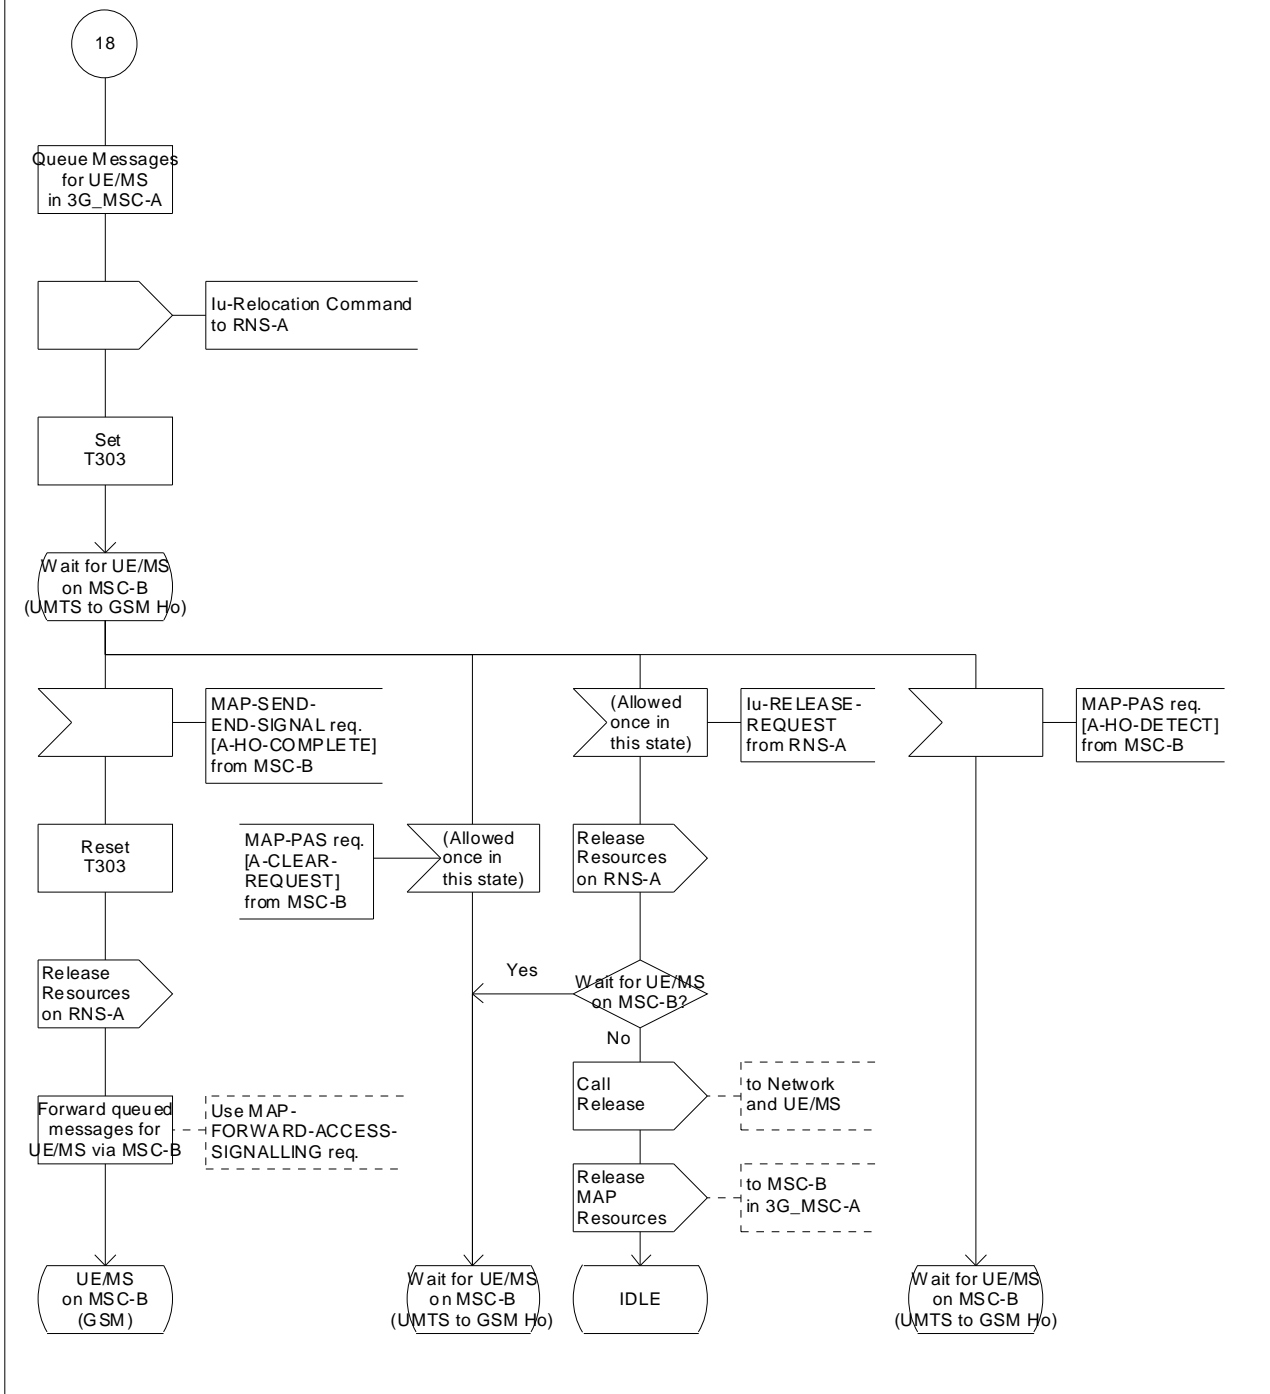 18
Queue Messages
for UE/MS
in 3G_MSC-A
Iu-Relocation Command
to RNS-A
Set
T303
Wait for UE/MS
on MSC-B
(UMTS to GSM Ho)
MAP-SEND-
END-SIGNAL req.
[A-HO-COMPLETE]
from MSC-B
(Allowed
once in
this state)
Iu-RELEASE-
REQUEST
from RNS-A
MAP-PAS req.
[A-HO-DETECT]
from MSC-B
Reset
T303
MAP-PAS req.
[A-CLEAR-
REQUEST]
from MSC-B
(Allowed
once in
this state)
Release
Resources
on RNS-A
Release
Resources
on RNS-A
Yes
Wait for UE/MS
on MSC-B?
No
Forward queued
messages for
UE/MS via MSC-B
Use MAP-
FORWARD-ACCESS-
SIGNALLING req.
Call
Release
to Network
and UE/MS
Release
MAP
Resources
to MSC-B
in 3G_MSC-A
UE/MS
on MSC-B
(GSM)
Wait for UE/MS
on MSC-B
(UMTS to GSM Ho)
IDLE
Wait for UE/MS
on MSC-B
(UMTS to GSM Ho)